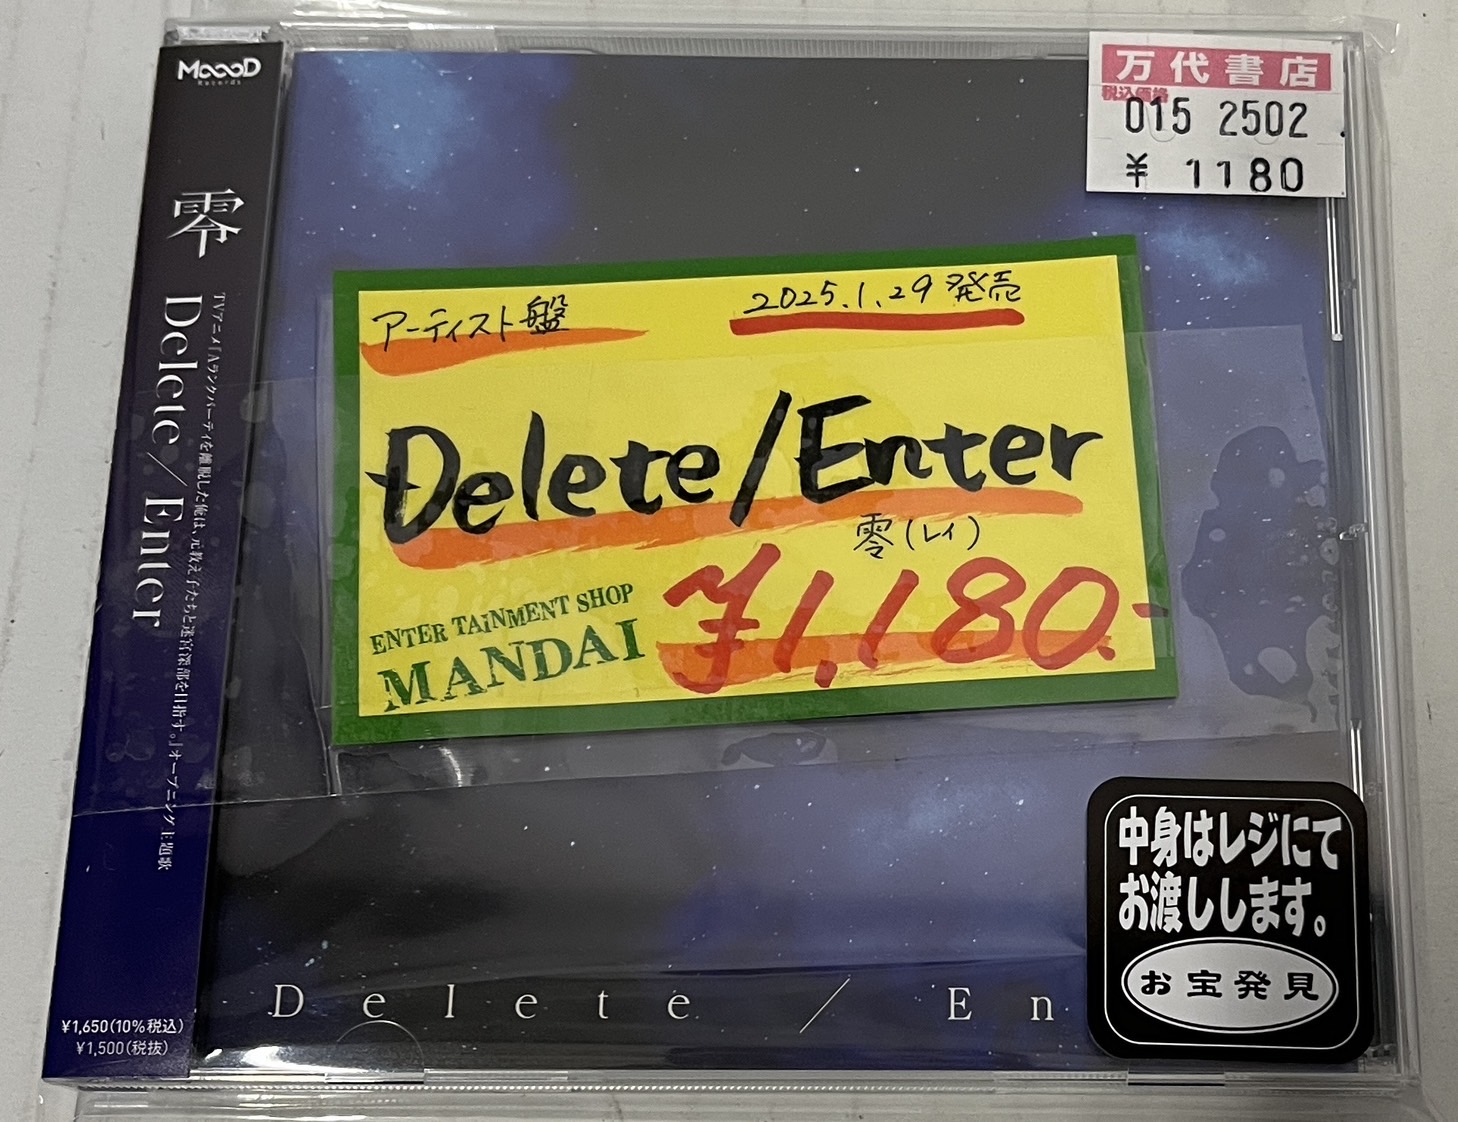 MoooD
Records
零
Delete / Enter
TVアニメ「Aランクパーティを離脱した俺は、元教え子たちと迷宮深部を目指す。」オープニング主題歌
¥1,650(10%税込)
¥1,500(税抜)
万代書店
税込価格
015 2502
¥ 1180
アーティスト盤
2025.1.29 発売
Delete/Enter
零(レイ)
ENTER TAINMENT SHOP
MANDAI
¥1,180.-
中身はレジにて
お渡しします。
お宝発見
Delete / En